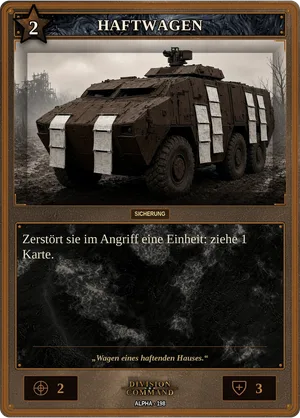 2
HAFTWAGEN
SICHERUNG
Zerstört sie im Angriff eine Einheit: ziehe 1
Karte.
„Wagen eines haftenden Hauses.“
2
DIVISION
COMMAND
3
ALPHA · 198